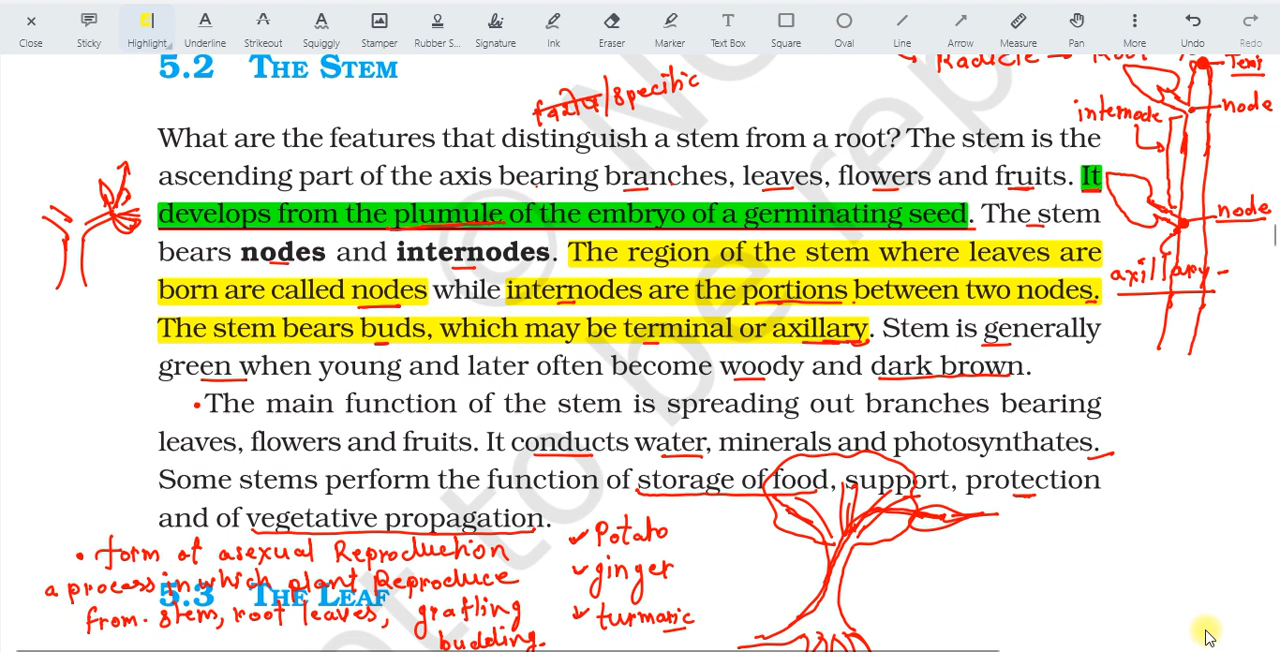 Close Sticky Highlight Underline Strikeout Squiggly Stamper Rubber S... Signature Ink Eraser Marker Text Box Square Oval Line Arrow Measure Pan More Undo Redo
5.2 THE STEM
Radicle - Root
node
internode
factor/specific
What are the features that distinguish a stem from a root? The stem is the
ascending part of the axis bearing branches, leaves, flowers and fruits. It
develops from the plumule of the embryo of a germinating seed. The stem
node
bears nodes and internodes. The region of the stem where leaves are
axillary
born are called nodes while internodes are the portions between two nodes.
The stem bears buds, which may be terminal or axillary. Stem is generally
green when young and later often become woody and dark brown.
The main function of the stem is spreading out branches bearing
leaves, flowers and fruits. It conducts water, minerals and photosynthates.
Some stems perform the function of storage of food, support, protection
and of vegetative propagation.
• form of asexual Reproduction
a process in which plant Reproduce
from. stem, root leaves, grafting
budding.
✓ Potato
✓ ginger
✓ turmaric
5.3 THE LEAF
© No
not to be rep